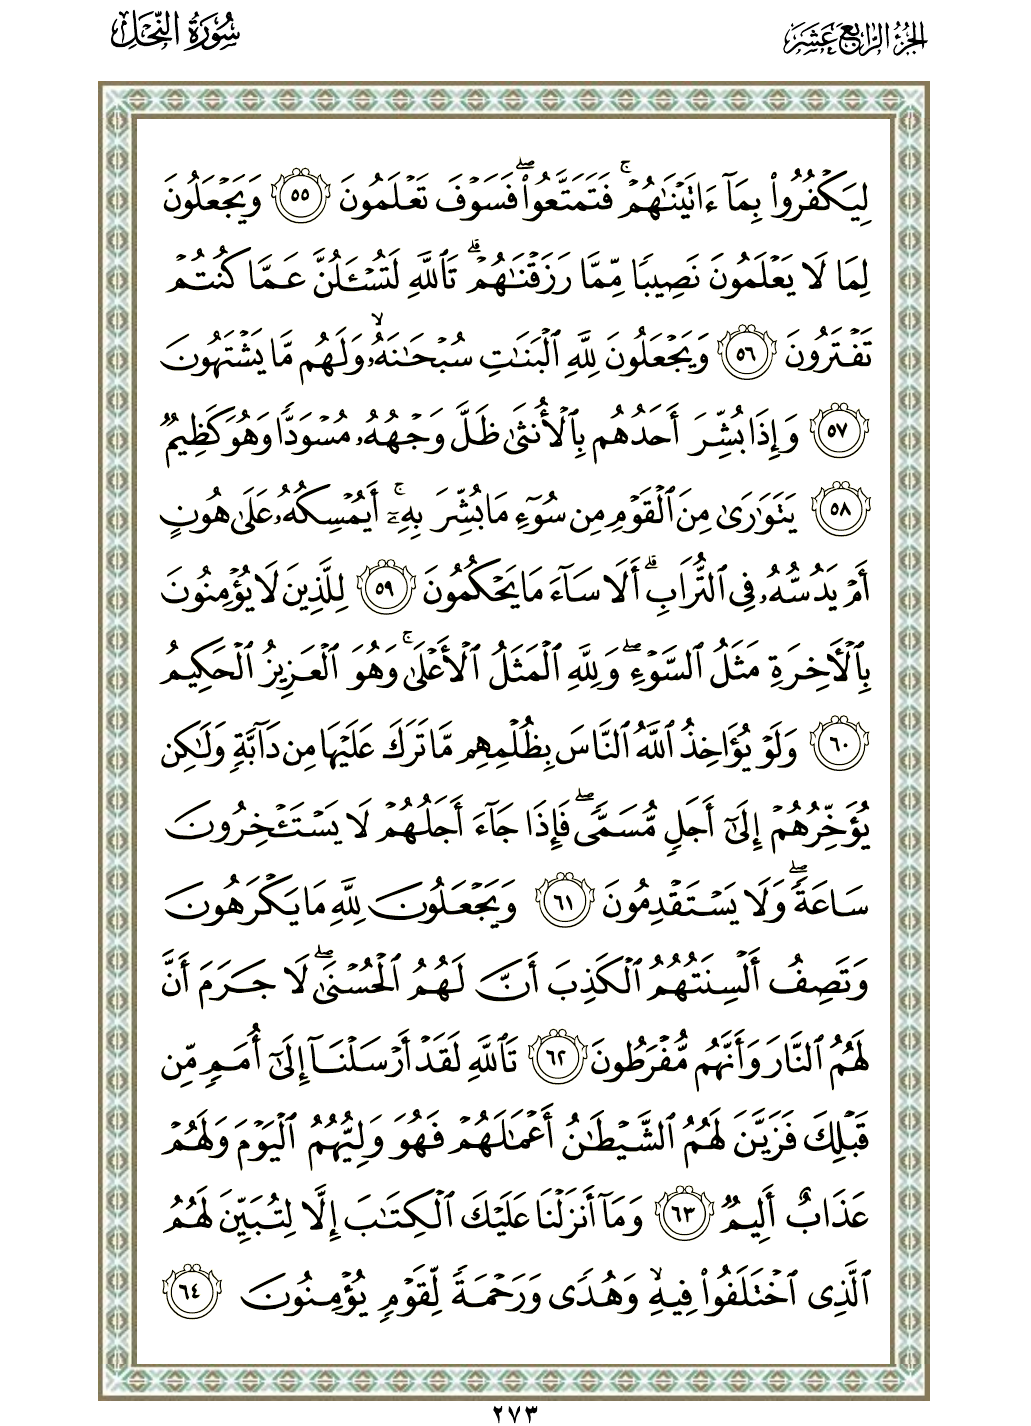 الجزء الرابع عشر
سورة النحل
لِيَكْفُرُوا۟ بِمَآ ءَاتَيْنَـٰهُمْ ۚ فَتَمَتَّعُوا۟ ۖ فَسَوْفَ تَعْلَمُونَ ٥٥ وَيَجْعَلُونَ
لِمَا لَا يَعْلَمُونَ نَصِيبًا مِّمَّا رَزَقْنَـٰهُمْ ۗ تَٱللَّهِ لَتُسْـَٔلُنَّ عَمَّا كُنتُمْ
تَفْتَرُونَ ٥٦ وَيَجْعَلُونَ لِلَّهِ ٱلْبَنَـٰتِ سُبْحَـٰنَهُۥ ۙ وَلَهُم مَّا يَشْتَهُونَ
٥٧ وَإِذَا بُشِّرَ أَحَدُهُم بِٱلْأُنثَىٰ ظَلَّ وَجْهُهُۥ مُسْوَدًّا وَهُوَ كَظِيمٌ
٥٨ يَتَوَٰرَىٰ مِنَ ٱلْقَوْمِ مِن سُوٓءِ مَا بُشِّرَ بِهِۦٓ ۚ أَيُمْسِكُهُۥ عَلَىٰ هُونٍ
أَمْ يَدُسُّهُۥ فِى ٱلتُّرَابِ ۗ أَلَا سَآءَ مَا يَحْكُمُونَ ٥٩ لِلَّذِينَ لَا يُؤْمِنُونَ
بِٱلْـَٔاخِرَةِ مَثَلُ ٱلسَّوْءِ ۖ وَلِلَّهِ ٱلْمَثَلُ ٱلْأَعْلَىٰ ۚ وَهُوَ ٱلْعَزِيزُ ٱلْحَكِيمُ
٦٠ وَلَوْ يُؤَاخِذُ ٱللَّهُ ٱلنَّاسَ بِظُلْمِهِم مَّا تَرَكَ عَلَيْهَا مِن دَآبَّةٍ وَلَـٰكِن
يُؤَخِّرُهُمْ إِلَىٰٓ أَجَلٍ مُّسَمًّى ۖ فَإِذَا جَآءَ أَجَلُهُمْ لَا يَسْتَـْٔخِرُونَ
سَاعَةً ۖ وَلَا يَسْتَقْدِمُونَ ٦١ وَيَجْعَلُونَ لِلَّهِ مَا يَكْرَهُونَ
وَتَصِفُ أَلْسِنَتُهُمُ ٱلْكَذِبَ أَنَّ لَهُمُ ٱلْحُسْنَىٰ ۖ لَا جَرَمَ أَنَّ
لَهُمُ ٱلنَّارَ وَأَنَّهُم مُّفْرَطُونَ ٦٢ تَٱللَّهِ لَقَدْ أَرْسَلْنَآ إِلَىٰٓ أُمَمٍ مِّن
قَبْلِكَ فَزَيَّنَ لَهُمُ ٱلشَّيْطَـٰنُ أَعْمَـٰلَهُمْ فَهُوَ وَلِيُّهُمُ ٱلْيَوْمَ وَلَهُمْ
عَذَابٌ أَلِيمٌ ٦٣ وَمَآ أَنزَلْنَا عَلَيْكَ ٱلْكِتَـٰبَ إِلَّا لِتُبَيِّنَ لَهُمُ
ٱلَّذِى ٱخْتَلَفُوا۟ فِيهِ ۙ وَهُدًى وَرَحْمَةً لِّقَوْمٍ يُؤْمِنُونَ ٦٤
٢٧٣